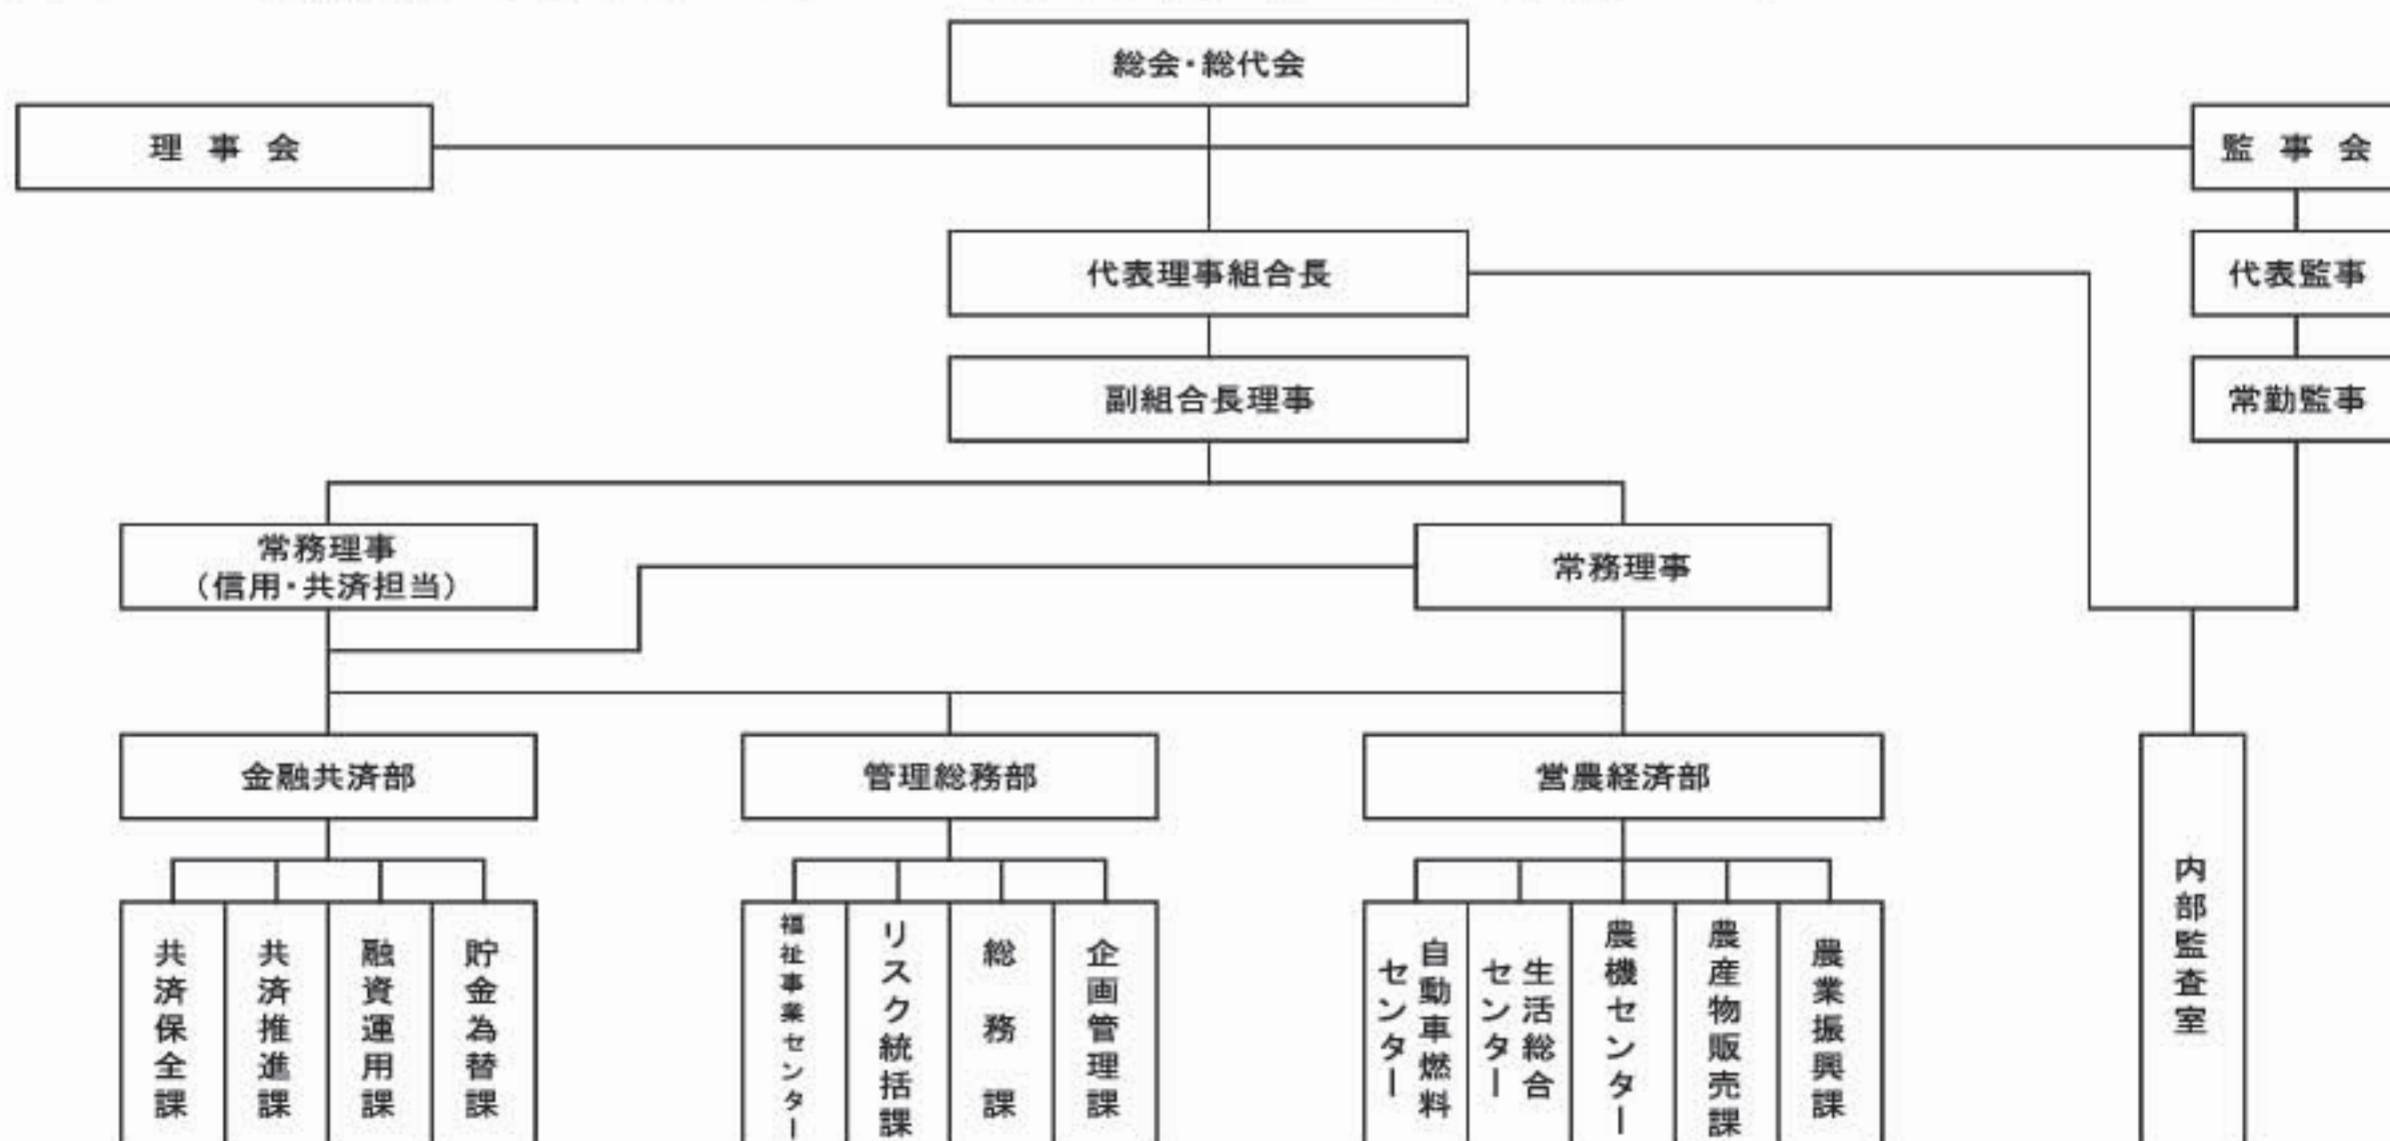 総会・総代会
理事会
監事会
代表理事組合長
代表監事
副組合長理事
常勤監事
常務理事
（信用・共済担当）
常務理事
金融共済部
管理総務部
営農経済部
内部監査室
共済保全課
共済推進課
融資運用課
貯金為替課
福祉事業センター
リスク統括課
総務課
企画管理課
自動車燃料
センター
生活総合
センター
農機センター
農産物販売課
農業振興課